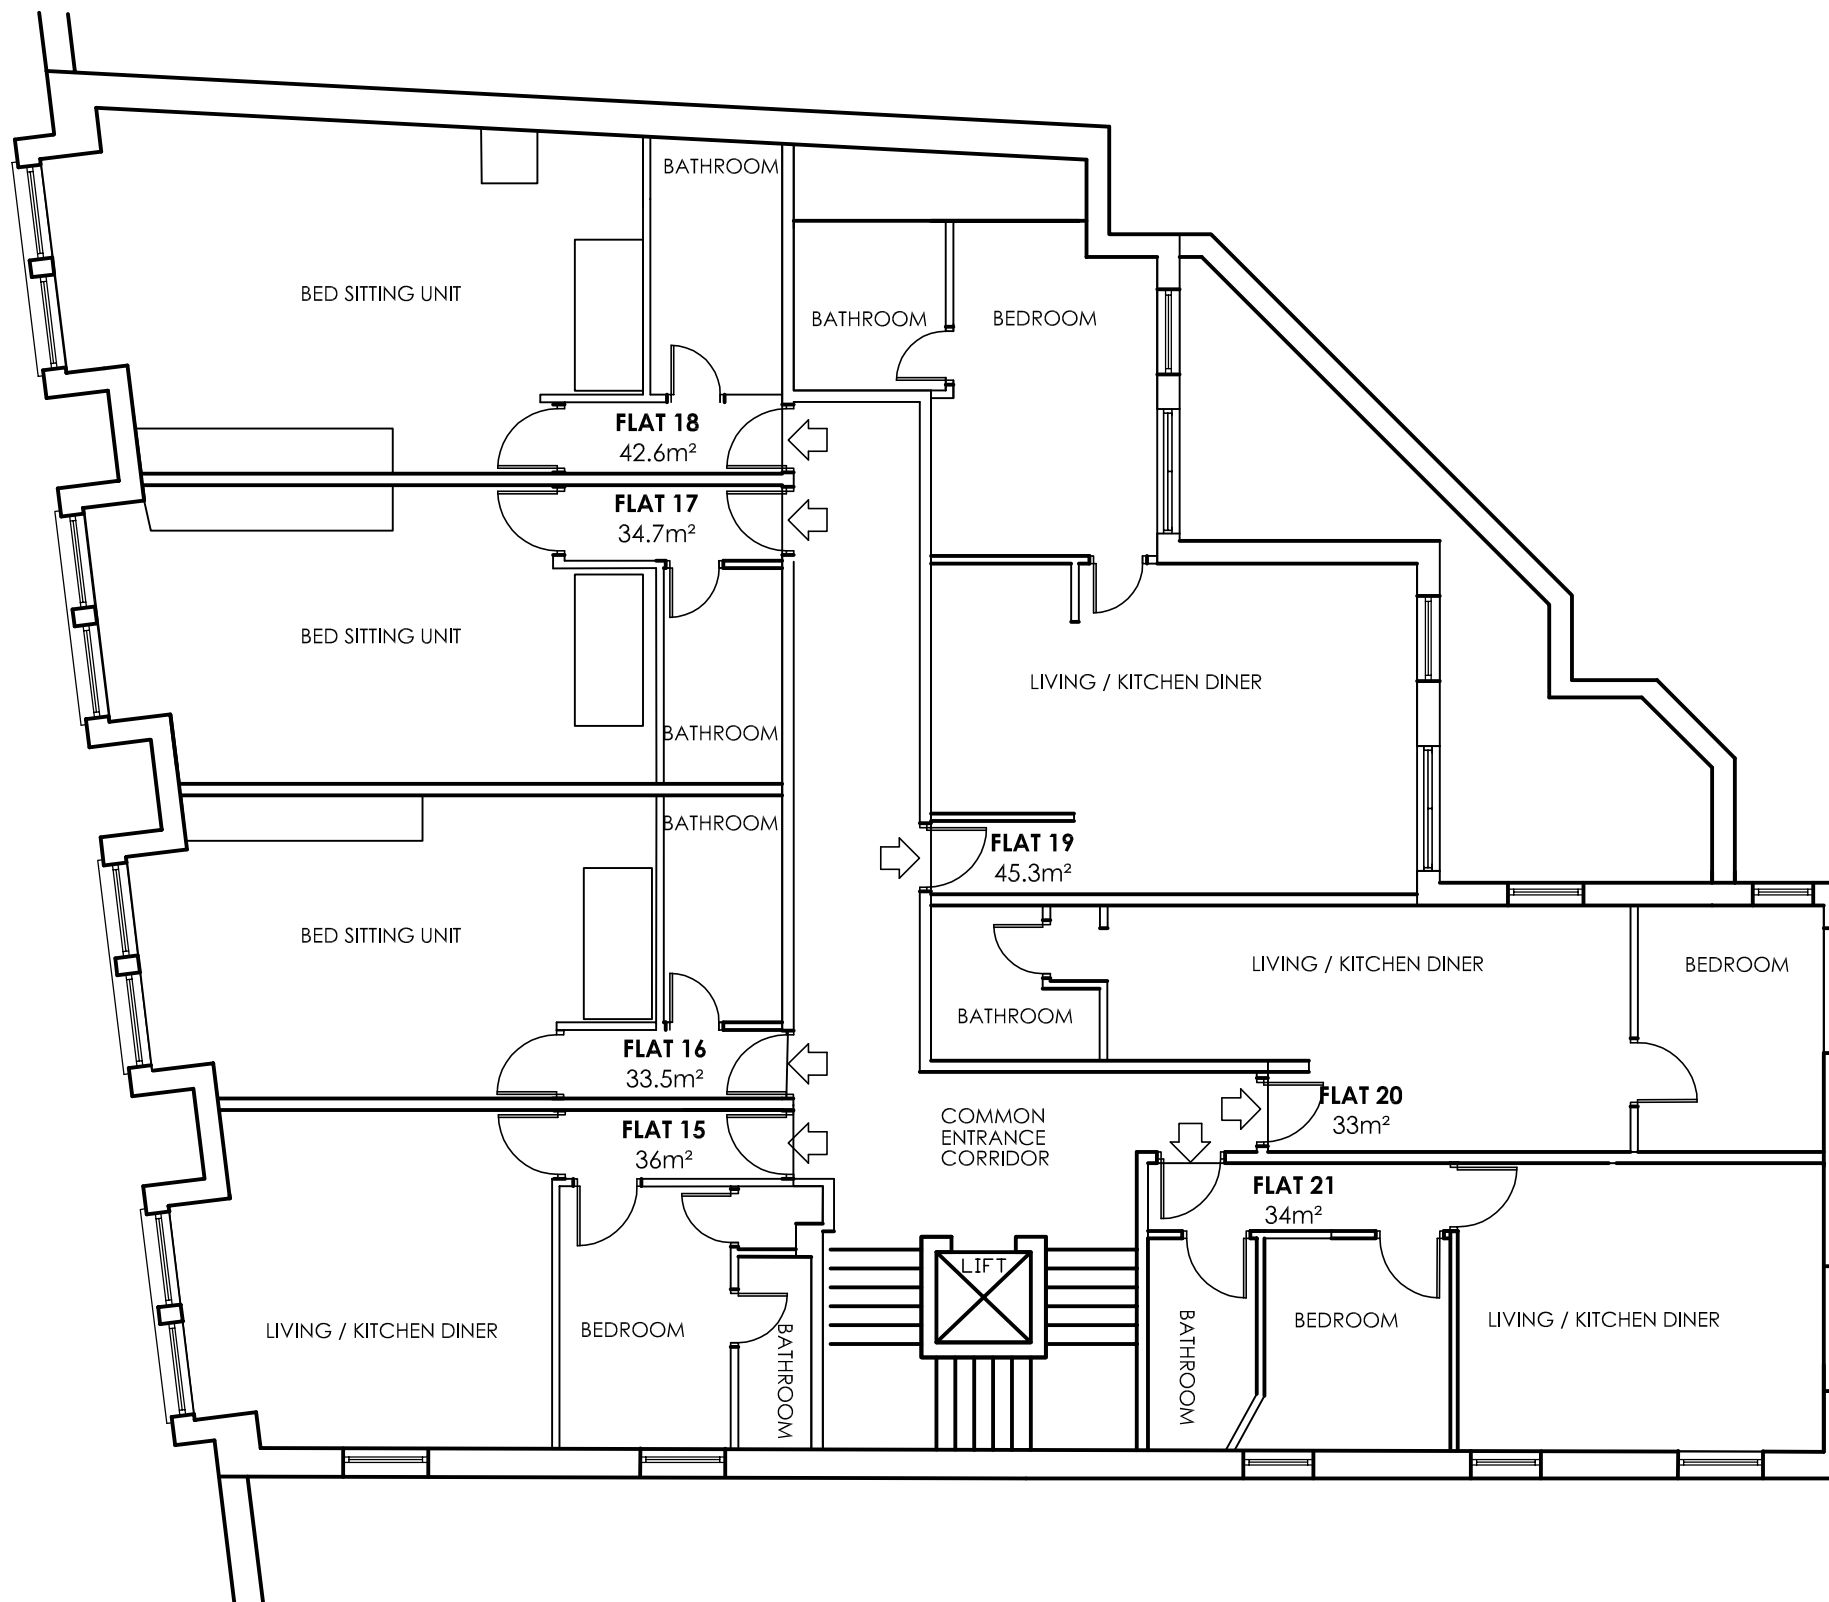 BATHROOM
BED SITTING UNIT
BATHROOM
BEDROOM
FLAT 18
42.6m²
FLAT 17
34.7m²
BED SITTING UNIT
BATHROOM
LIVING / KITCHEN DINER
BATHROOM
FLAT 19
45.3m²
BED SITTING UNIT
LIVING / KITCHEN DINER
BEDROOM
BATHROOM
FLAT 16
33.5m²
FLAT 20
33m²
COMMON
ENTRANCE
CORRIDOR
FLAT 15
36m²
FLAT 21
34m²
LIFT
LIVING / KITCHEN DINER
BEDROOM
BATHROOM
BATHROOM
BEDROOM
LIVING / KITCHEN DINER